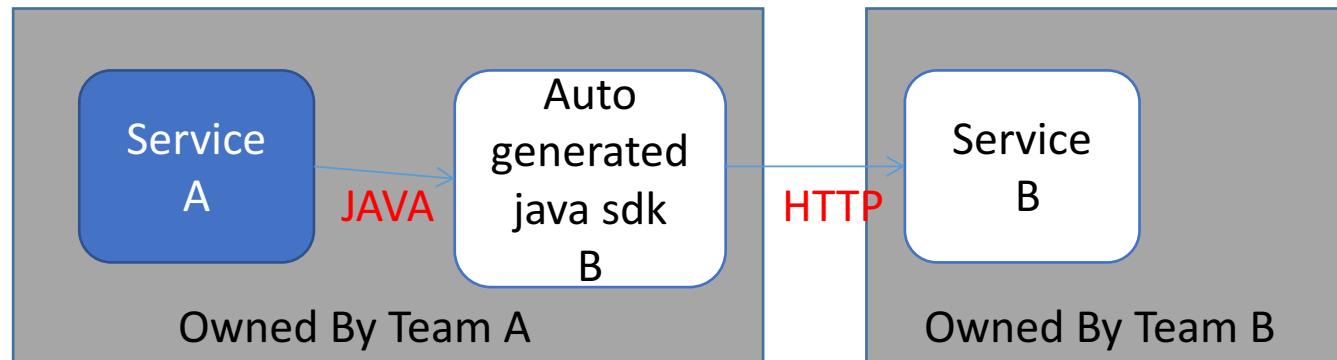 Service
A
JAVA
Auto
generated
java sdk
B
HTTP
Service
B
Owned By Team A
Owned By Team B